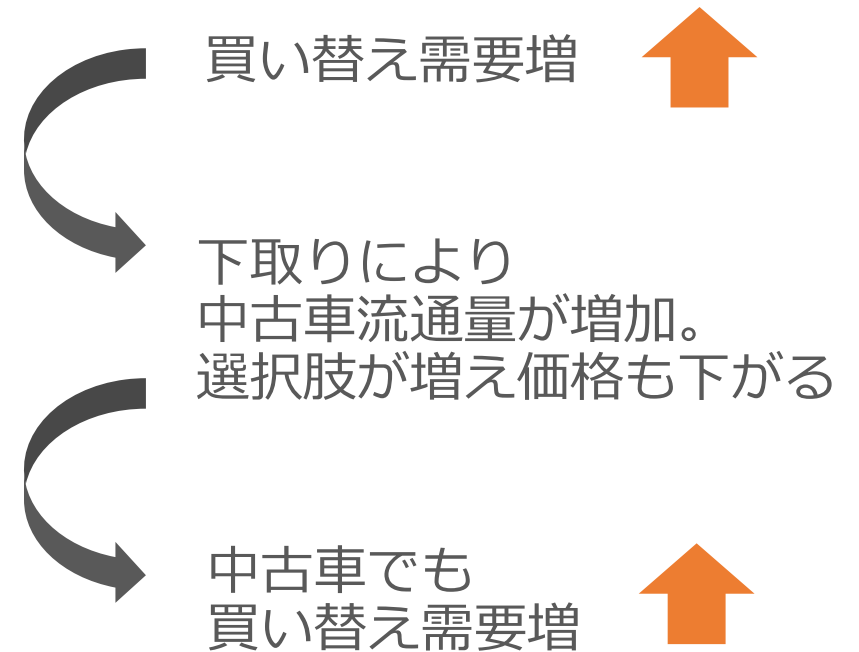 買い替え需要増
下取りにより
中古車流通量が増加。
選択肢が増え価格も下がる
中古車でも
買い替え需要増